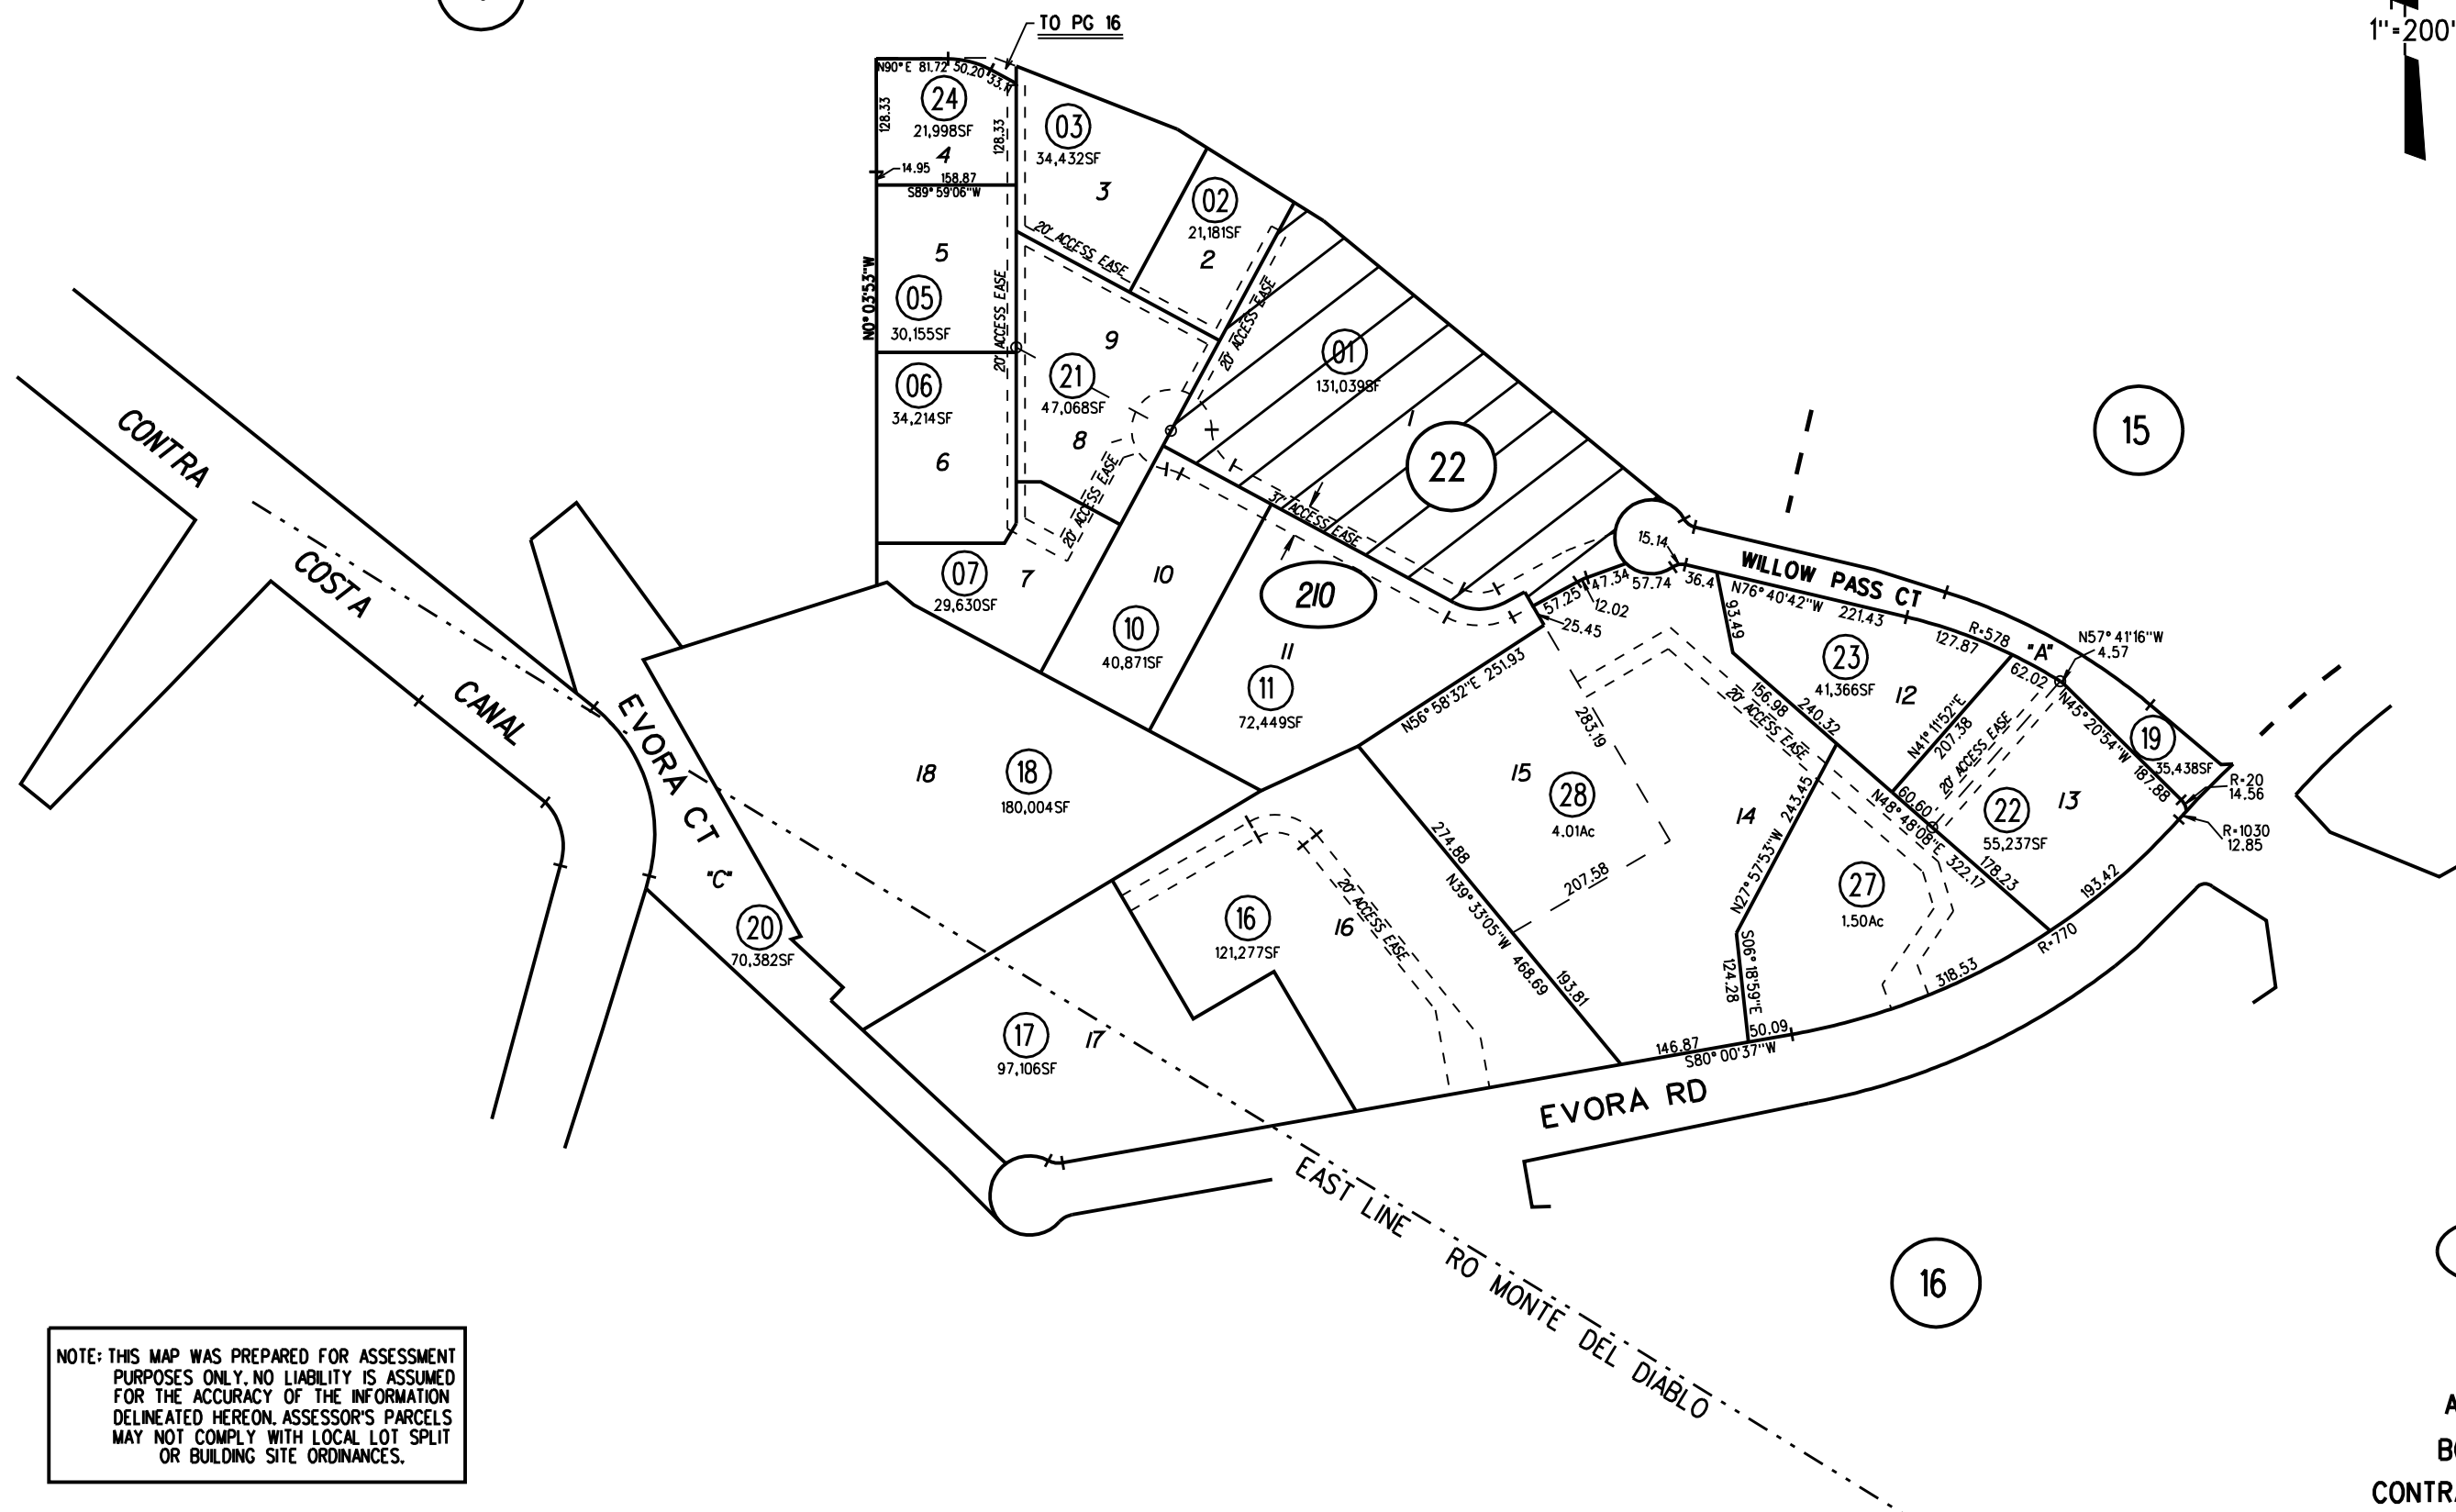 TO PG 16
1"=200'
N90°E 81.72 50.20
24
21,998SF
4
128.33
128.33
14.95
158.87
S89°59'06"W
03
34,432SF
3
02
21,181SF
2
20' ACCESS EASE
20' ACCESS EASE
20' ACCESS EASE
5
05
30,155SF
N0°03'53"W
06
34,214SF
6
9
21
47,068SF
8
20' ACCESS EASE
01
131,039SF
1
22
15
37' ACCESS EASE
07
29,630SF
7
10
10
40,871SF
210
11
11
72,449SF
CONTRA
COSTA
CANAL
EVORA CT
"C"
20
70,382SF
18
18
180,004SF
17
17
97,106SF
16
16
121,277SF
20' ACCESS EASE
15.14
WILLOW PASS CT
57.25
47.34
57.74
36.4
12.02
25.45
N76°40'42"W 221.43
93.49
127.87
R=578
"A"
N57°41'16"W
4.57
62.02
N56°58'32"E 251.93
23
41,366SF
12
156.98
20' ACCESS EASE
240.32
N41°11'52"E
207.38
20' ACCESS EASE
N45°20'54"W 187.88
19
35,438SF
R=20
14.56
R=1030
12.85
283.19
15
28
4.01Ac
207.58
14
N27°57'53"W 243.45
60.60
N48°48'08"E 322.17
178.23
22
55,237SF
13
193.42
27
1.50Ac
274.88
N39°33'05"W 468.69
193.81
S06°18'59"E
124.28
318.53
R=770
50.09
146.87
S80°00'37"W
EVORA RD
EAST LINE RO MONTE DEL DIABLO
16
NOTE: THIS MAP WAS PREPARED FOR ASSESSMENT
PURPOSES ONLY. NO LIABILITY IS ASSUMED
FOR THE ACCURACY OF THE INFORMATION
DELINEATED HEREON. ASSESSOR'S PARCELS
MAY NOT COMPLY WITH LOCAL LOT SPLIT
OR BUILDING SITE ORDINANCES.